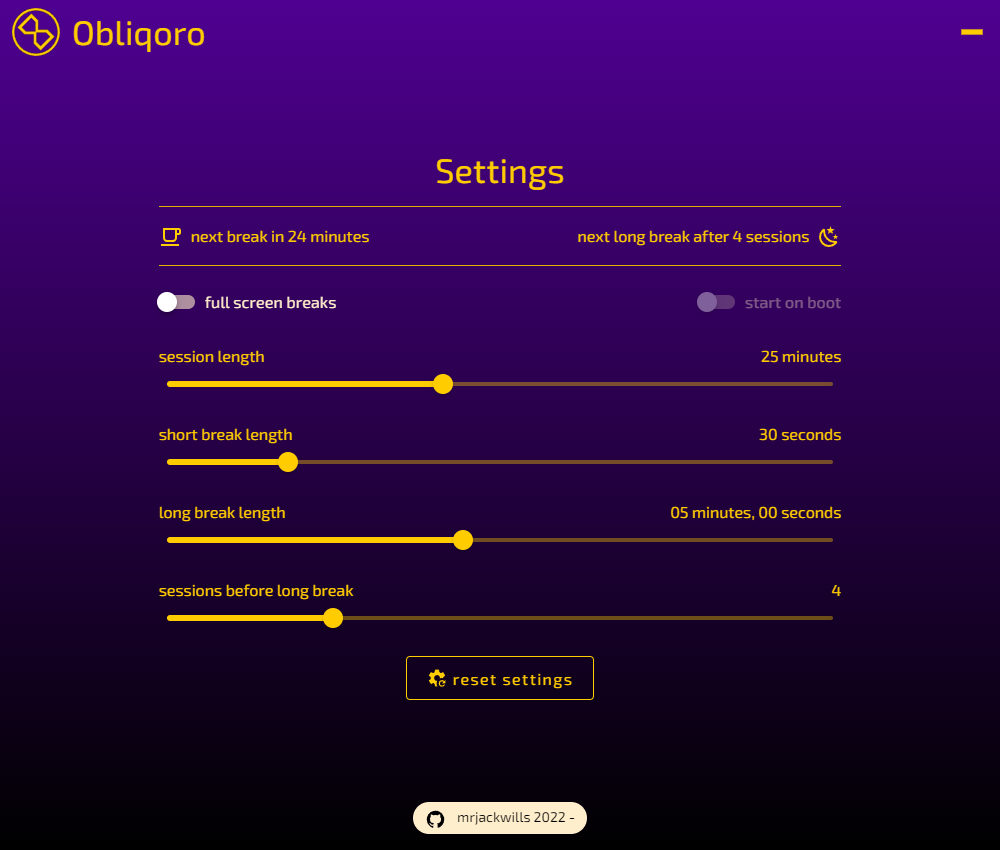 Obliqoro
Settings
next break in 24 minutes
next long break after 4 sessions
full screen breaks
start on boot
session length
25 minutes
short break length
30 seconds
long break length
05 minutes, 00 seconds
sessions before long break
4
reset settings
mrjackwills 2022 -